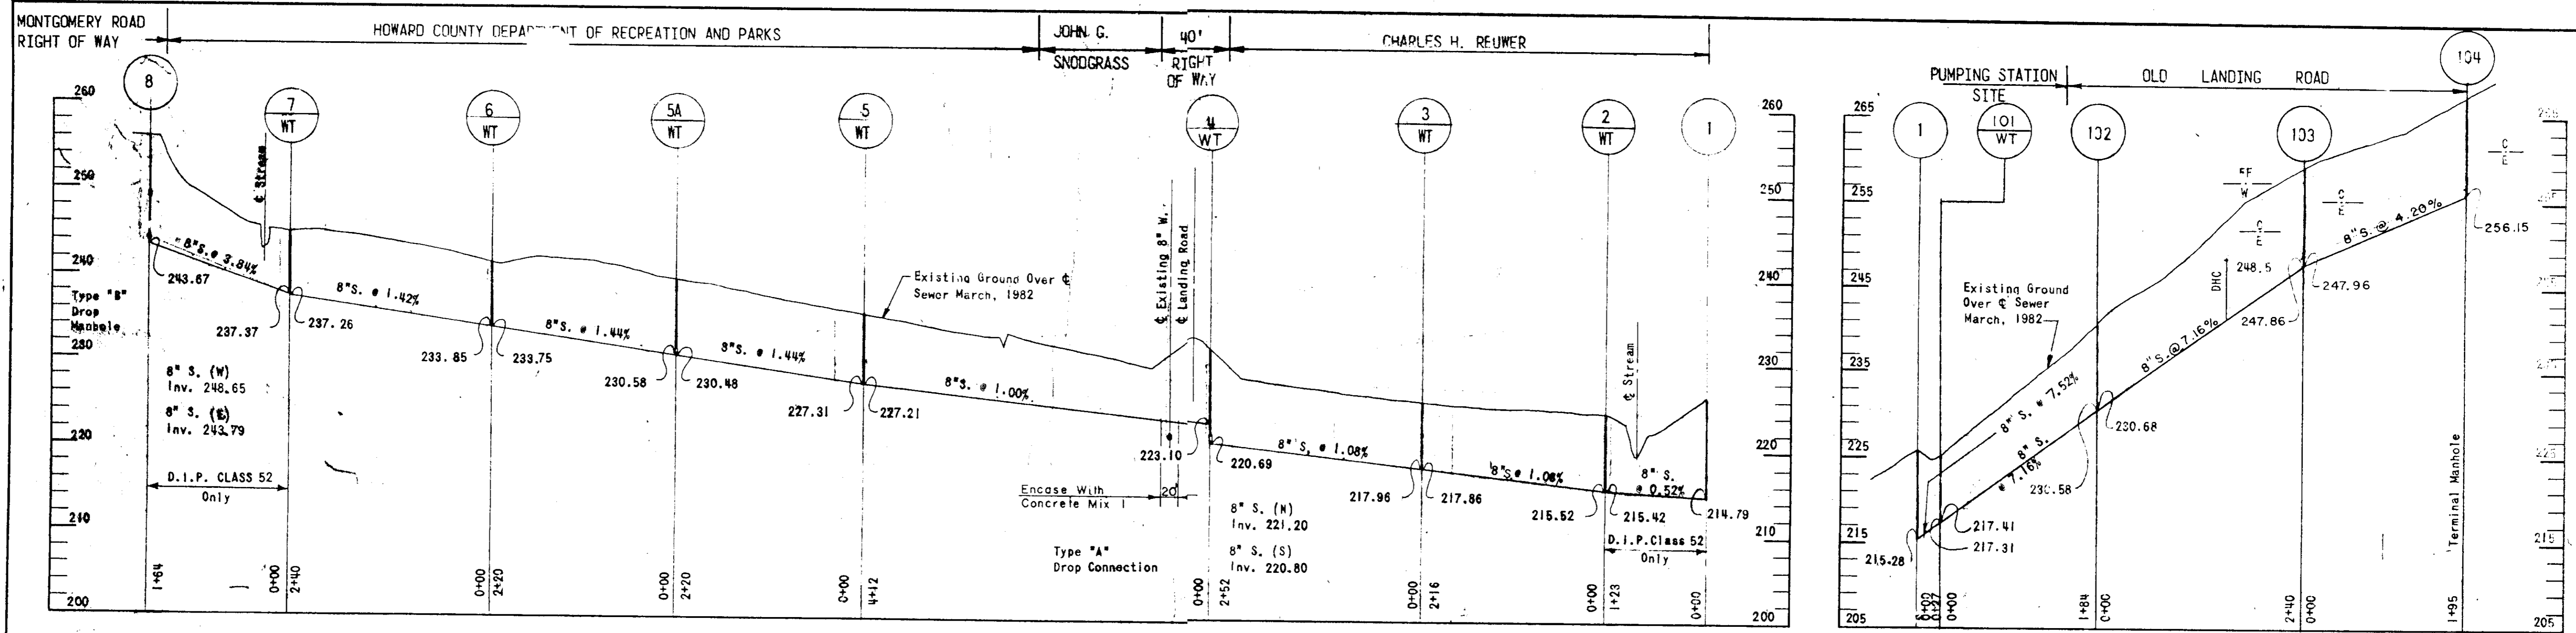 MONTGOMERY ROAD
RIGHT OF WAY
HOWARD COUNTY OF RECREATION AND PARKS
JOHN G.
SNODGRASS
40'
RIGHT
OF WAY
CHARLES H. REUWER
PUMPING STATION
SITE
OLD LANDING ROAD
8
7
WT
6
WT
5A
WT
5
WT
4
WT
3
WT
2
WT
1
1
101
WT
102
103
104
260
250
240
230
220
210
200
260
250
240
230
220
210
200
265
255
245
235
225
215
205
215
205
℄ Stream
8"S. @ 3.84%
8"S. @ 1.42%
8"S. @ 1.44%
8"S. @ 1.44%
8"S. @ 1.00%
8"S. @ 1.08%
8"S. @ 1.08%
8" S.
@ 0.52%
243.67
237.37
237.26
233.85
233.75
230.58
230.48
227.31
227.21
223.10
220.69
217.96
217.86
215.52
215.42
214.79
Type "B"
Drop
Manhole
8" S. (W)
Inv. 248.65
8" S. (E)
Inv. 243.79
D.I.P. CLASS 52
Only
Existing Ground Over ℄
Sewer March, 1982
℄ Existing 8" W.
℄ Landing Road
℄ Stream
Encase With
Concrete Mix 1
20'
Type "A"
Drop Connection
8" S. (N)
Inv. 221.20
8" S. (S)
Inv. 220.80
D.I.P. Class 52
Only
1+64
0+00
2+40
0+00
2+20
0+00
2+20
0+00
4+12
0+00
2+52
0+00
2+16
0+00
1+23
0+00
Existing Ground
Over ℄ Sewer
March, 1982
8" S. @ 7.52%
8" S.
@ 7.16%
8" S. @ 7.16%
8" S. @ 4.20%
FF
W
C
E
C
E
C
E
DHC
248.5
256.15
247.96
247.86
230.68
230.58
217.41
217.31
215.28
Terminal Manhole
0+00
0+27
0+00
1+84
0+00
2+40
0+00
1+95